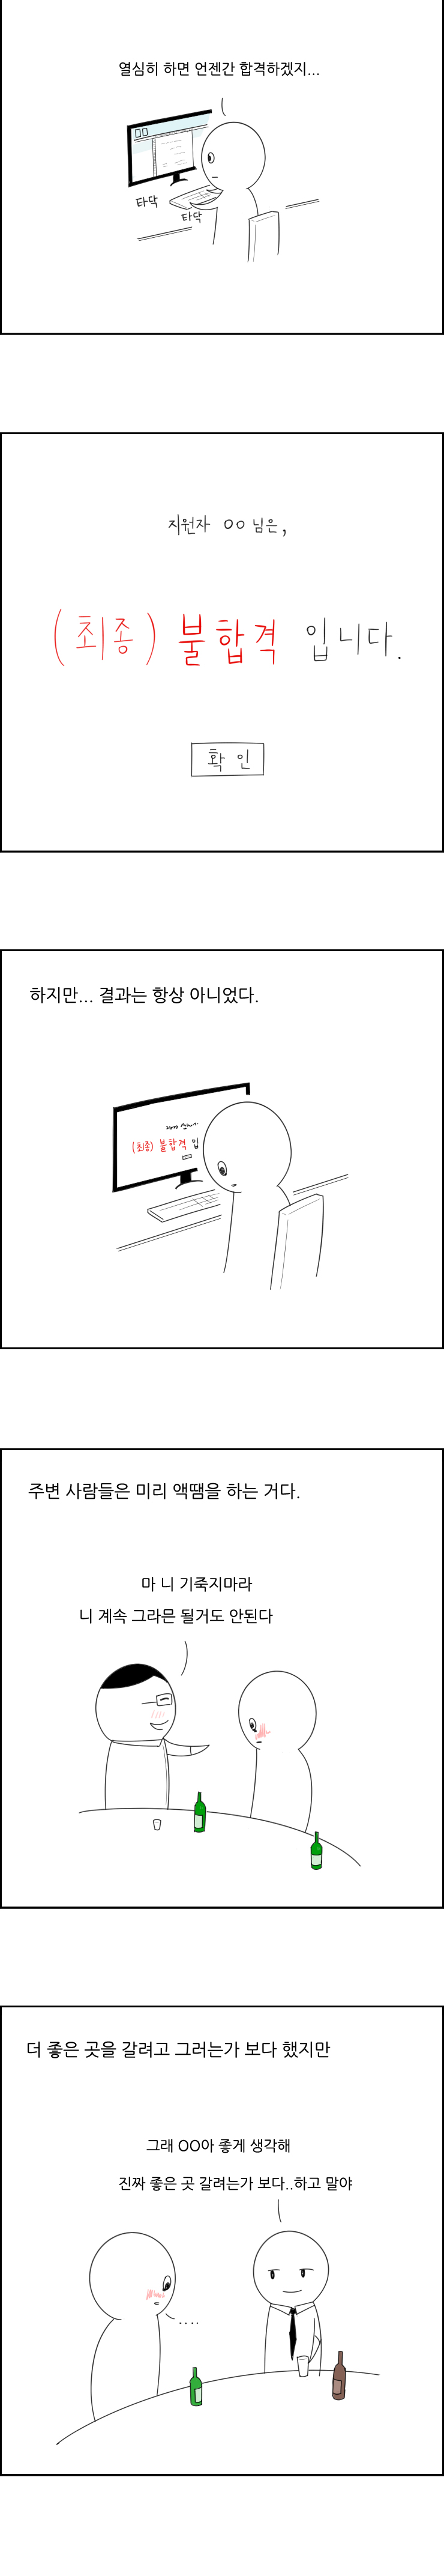 열심히 하면 언젠간 합격하겠지...
타닥
타닥
지원자 OO 님은,
(최종) 불합격 입니다.
확 인
하지만... 결과는 항상 아니었다.
(최종) 불합격 입
주변 사람들은 미리 액땜을 하는 거다.
마 니 기죽지마라
니 계속 그라믄 될거도 안된다
더 좋은 곳을 갈려고 그러는가 보다 했지만
그래 OO아 좋게 생각해
진짜 좋은 곳 갈려는가 보다..하고 말야
....